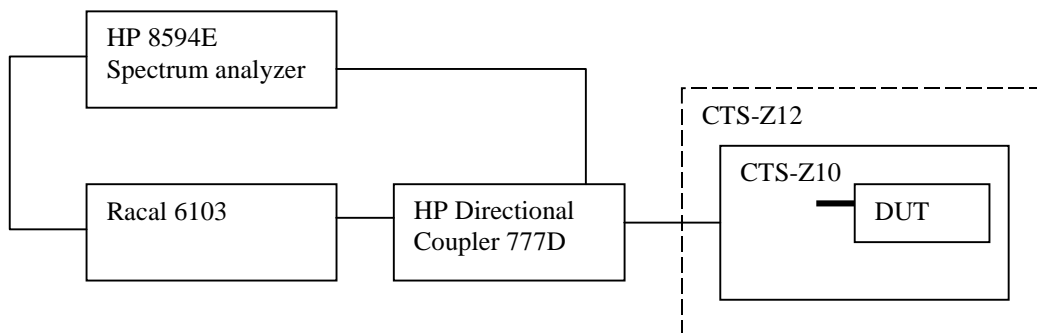 HP 8594E
Spectrum analyzer
CTS-Z12
CTS-Z10
Racal 6103
HP Directional
Coupler 777D
DUT